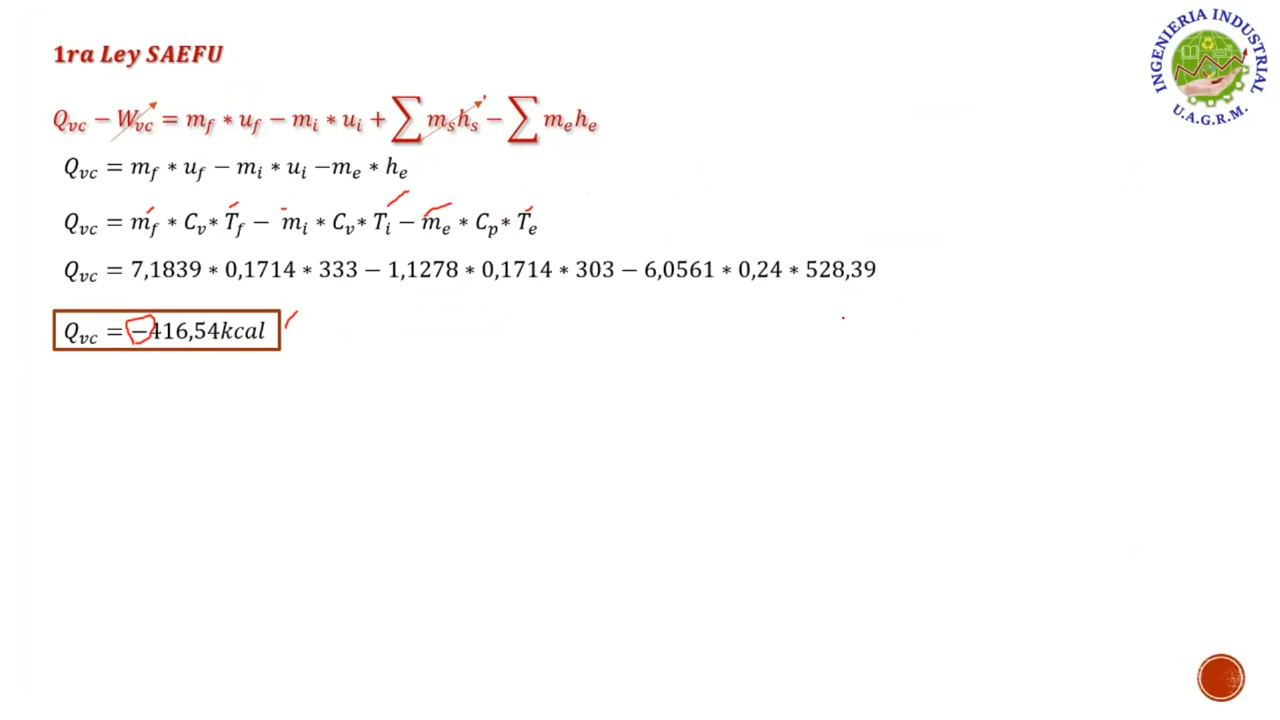 1ra Ley SAEFU
INGENIERIA INDUSTRIAL
U.A.G.R.M.
Q_vc − W_vc = m_f * u_f − m_i * u_i + ∑ m_s h_s − ∑ m_e h_e
Q_vc = m_f * u_f − m_i * u_i −m_e * h_e
Q_vc = m_f * C_v * T_f − m_i * C_v * T_i − m_e * C_p * T_e
Q_vc = 7,1839 * 0,1714 * 333 − 1,1278 * 0,1714 * 303 − 6,0561 * 0,24 * 528,39
Q_vc = −416,54kcal